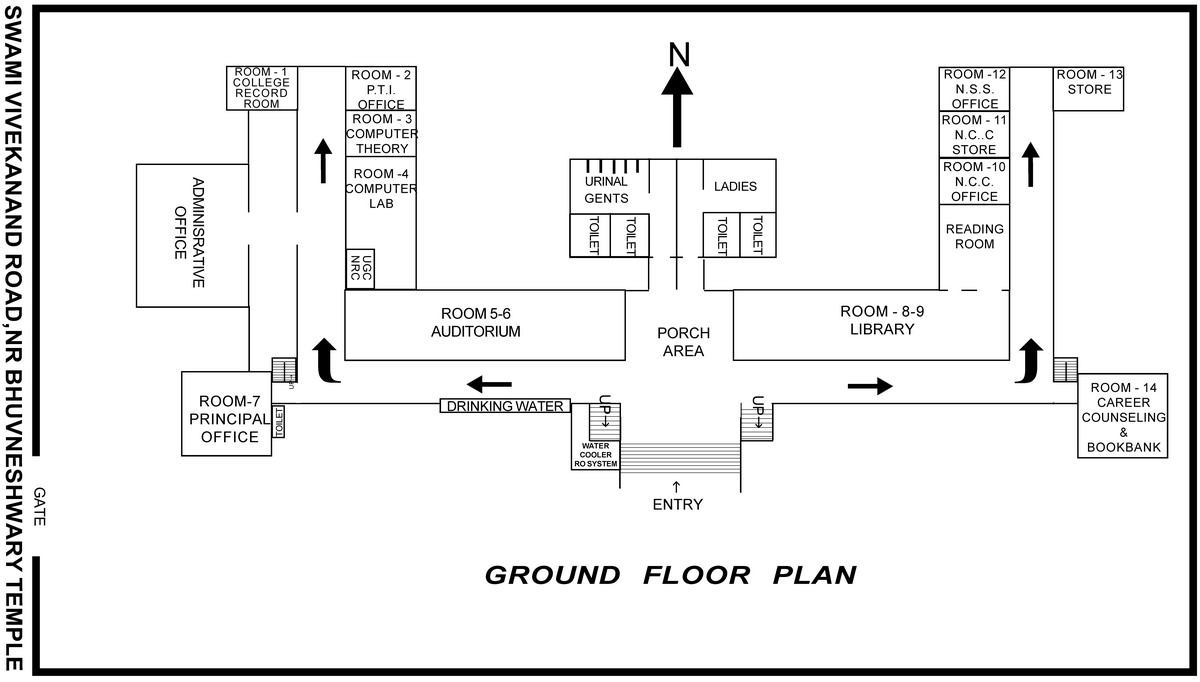 SWAMI VIVEKANAND ROAD,NR BHUVNESHWARY TEMPLE
GATE
N
ROOM - 1
COLLEGE
RECORD
ROOM
ROOM - 2
P.T.I.
OFFICE
ROOM - 3
COMPUTER
THEORY
ROOM -4
COMPUTER
LAB
UGC
NRC
ADMINISRATIVE
OFFICE
URINAL
GENTS
LADIES
TOILET
TOILET
TOILET
TOILET
ROOM -12
N.S.S.
OFFICE
ROOM - 11
N.C..C
STORE
ROOM -10
N.C.C.
OFFICE
READING
ROOM
ROOM - 13
STORE
ROOM 5-6
AUDITORIUM
PORCH
AREA
ROOM - 8-9
LIBRARY
UP→
ROOM-7
PRINCIPAL
OFFICE
TOILET
DRINKING WATER
UP→
WATER
COOLER
RO SYSTEM
UP→
↑
ENTRY
ROOM - 14
CAREER
COUNSELING
&
BOOKBANK
GROUND FLOOR PLAN